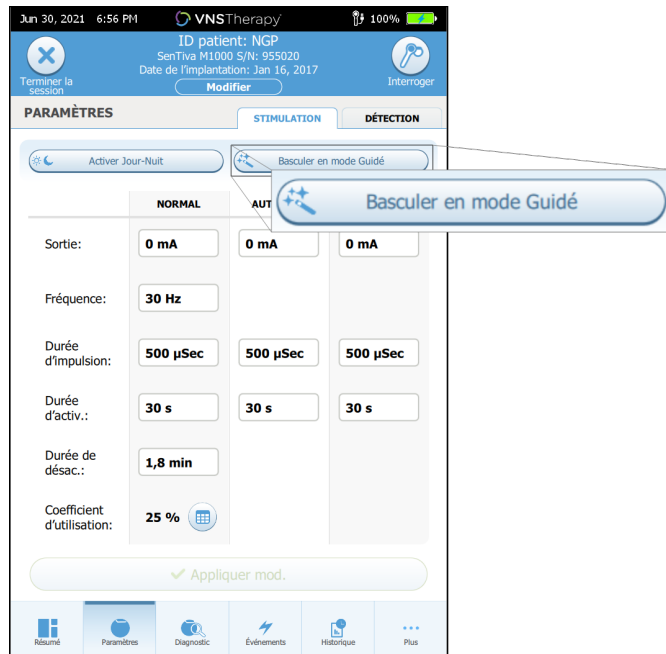 Jun 30, 2021 6:56 PM VNSTherapy 100%
ID patient: NGP
SenTiva M1000 S/N: 955020
Date de l'implantation: Jan 16, 2017
Modifier
Terminer la
session
Interroger
PARAMÈTRES
STIMULATION
DÉTECTION
Activer Jour-Nuit
Basculer en mode Guidé
Basculer en mode Guidé
NORMAL
Sortie: 0 mA 0 mA 0 mA
Fréquence: 30 Hz
Durée
d'impulsion: 500 µSec 500 µSec 500 µSec
Durée
d'activ.: 30 s 30 s 30 s
Durée de
désac.: 1,8 min
Coefficient
d'utilisation: 25 %
Appliquer mod.
Résumé Paramètres Diagnostic Événements Historique Plus